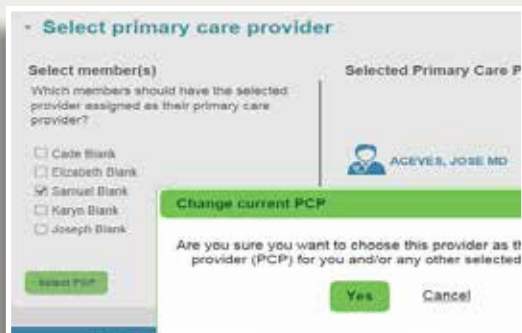 Select primary care provider
Select member(s)
Which members should have the selected
provider assigned as their primary care
provider?
Cade Blank
Elizabeth Blank
Samuel Blank
Karyn Blank
Joseph Blank
Select PCP
Selected Primary Care P
ACEVES, JOSE MD
Change current PCP
Are you sure you want to choose this provider as th
provider (PCP) for you and/or any other selected
Yes Cancel